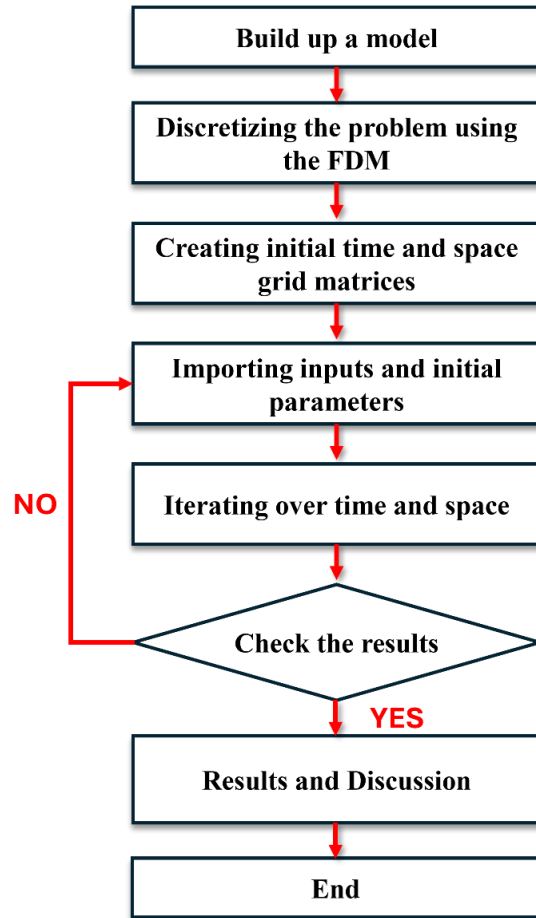 Build up a model
Discretizing the problem using
the FDM
Creating initial time and space
grid matrices
Importing inputs and initial
parameters
Iterating over time and space
NO
Check the results
YES
Results and Discussion
End